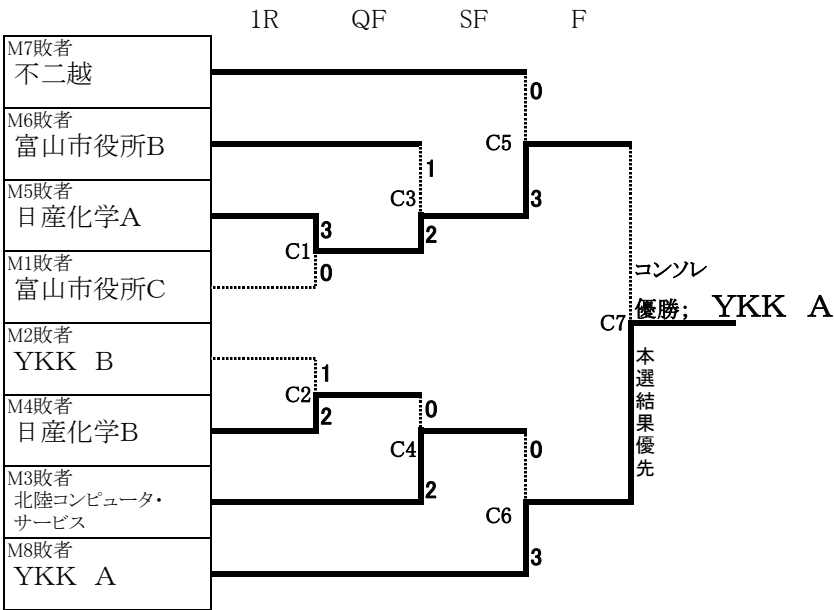 1R QF SF F
M7敗者
不二越
0
M6敗者
富山市役所B
C5
1
M5敗者
日産化学A
C3
3
3
2
C1
M1敗者
富山市役所C
0
コンソレ
優勝; YKK A
C7
M2敗者
YKK B
1
本選結果優先
C2
0
M4敗者
日産化学B
2
C4
0
M3敗者
北陸コンピュータ・
サービス
2
C6
M8敗者
YKK A
3